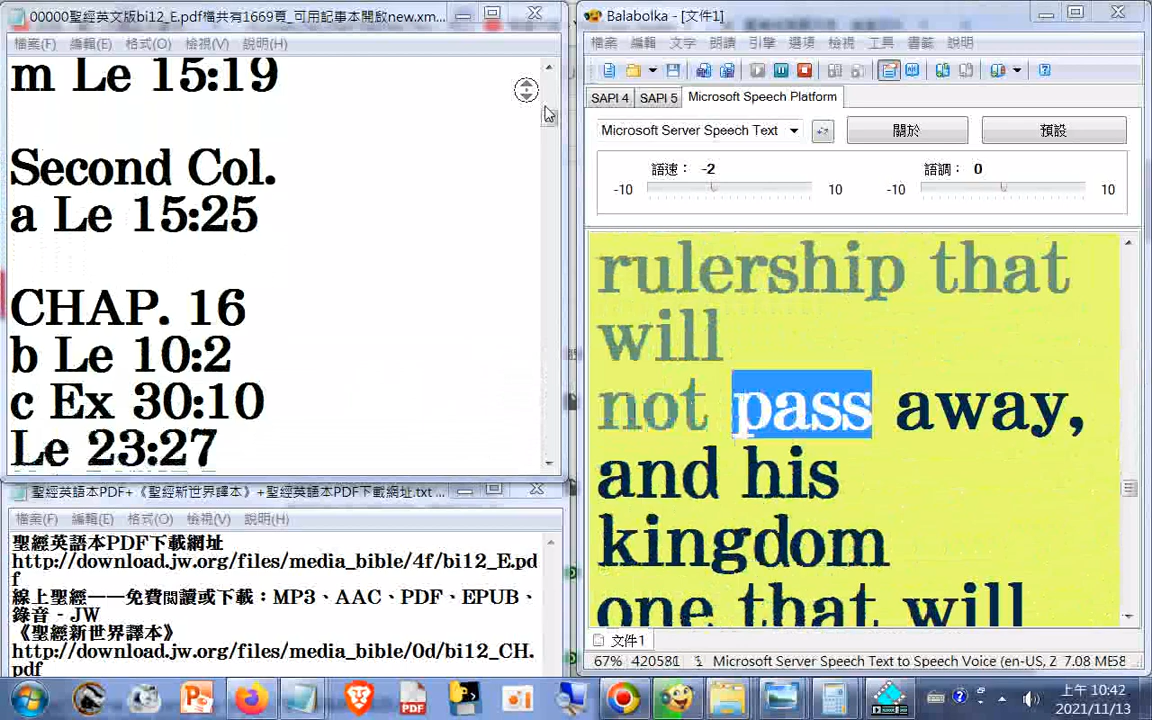 00000聖經英文版bi12_E.pdf檔共有1669頁_可用記事本開啟new.xm...
檔案(F) 編輯(E) 格式(O) 檢視(V) 說明(H)
m Le 15:19
Second Col.
a Le 15:25
CHAP. 16
b Le 10:2
c Ex 30:10
Le 23:27
聖經英語本PDF+《聖經新世界譯本》+聖經英語本PDF下載網址.txt ...
檔案(F) 編輯(E) 格式(O) 檢視(V) 說明(H)
聖經英語本PDF下載網址
http://download.jw.org/files/media_bible/4f/bi12_E.pd
f
線上聖經——免費閱讀或下載：MP3、AAC、PDF、EPUB、
錄音 - JW
《聖經新世界譯本》
http://download.jw.org/files/media_bible/0d/bi12_CH.
pdf
Balabolka - [文件1]
檔案 編輯 文字 朗讀 引擎 選項 檢視 工具 書籤 說明
SAPI 4 SAPI 5 Microsoft Speech Platform
Microsoft Server Speech Text 關於 預設
語速： -2 語調： 0
-10 10 -10 10
rulership that
will
not pass away,
and his
kingdom
one that will
文件1
67% 420581 Microsoft Server Speech Text to Speech Voice (en-US, Z 7.08 MB
上午 10:42
2021/11/13